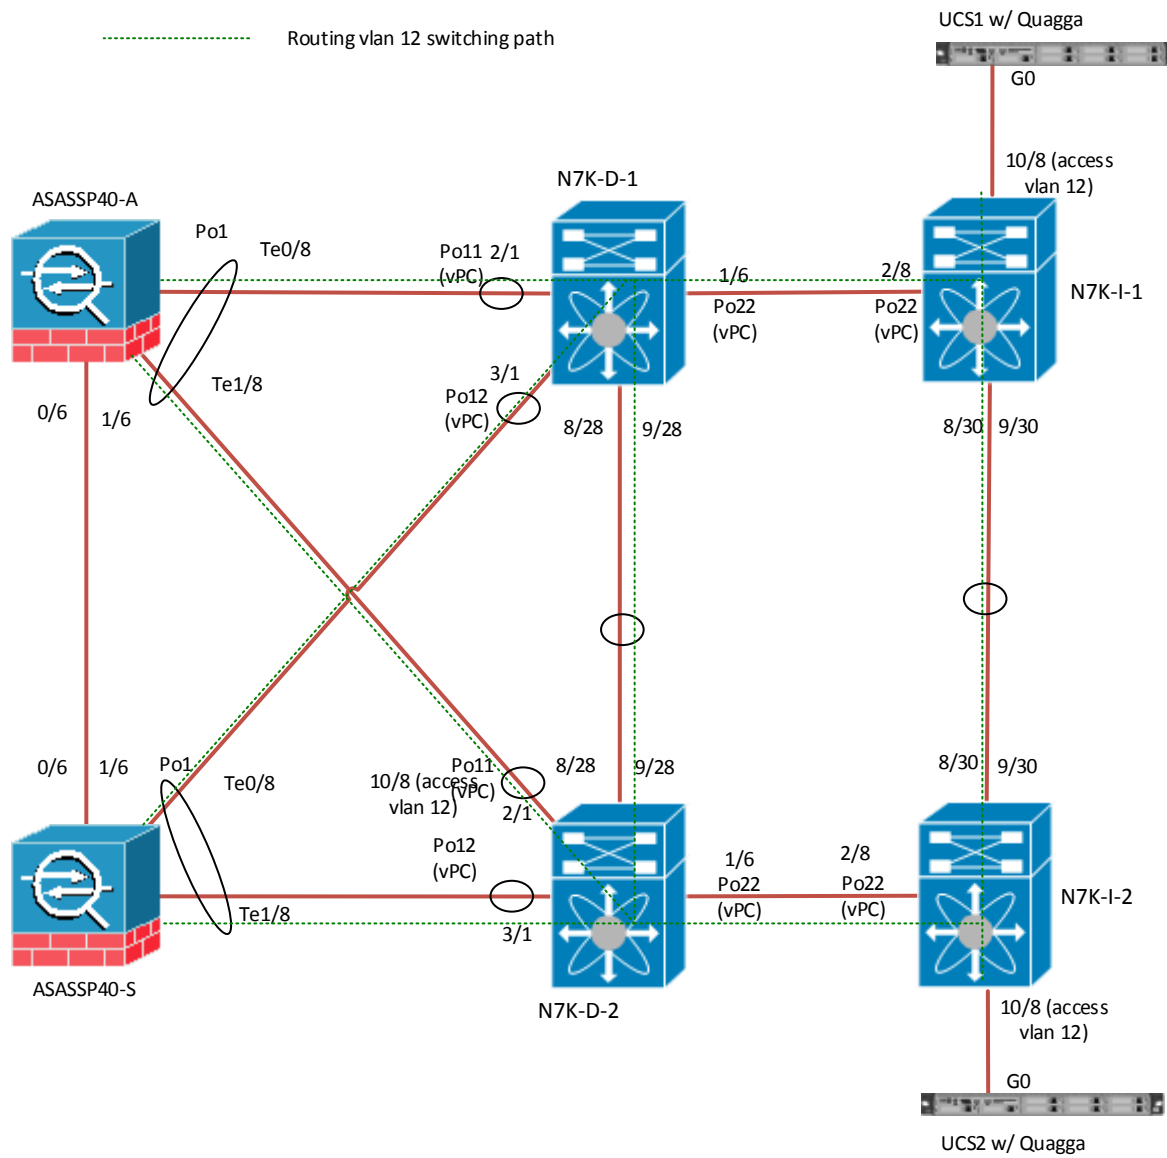 UCS1 w/ Quagga
Routing vlan 12 switching path
G0
10/8 (access
vlan 12)
N7K-D-1
ASASSP40-A
Po1
Te0/8
Po11
(vPC)
2/1
1/6
Po22
(vPC)
2/8
Po22
(vPC)
N7K-I-1
3/1
Po12
(vPC)
Te1/8
0/6
1/6
8/28
9/28
8/30
9/30
0/6
1/6
Po1
Te0/8
10/8 (access
vlan 12)
Po11
(vPC)
2/1
8/28
9/28
8/30
9/30
Po12
(vPC)
1/6
Po22
(vPC)
2/8
Po22
(vPC)
N7K-I-2
Te1/8
3/1
ASASSP40-S
N7K-D-2
10/8 (access
vlan 12)
G0
UCS2 w/ Quagga